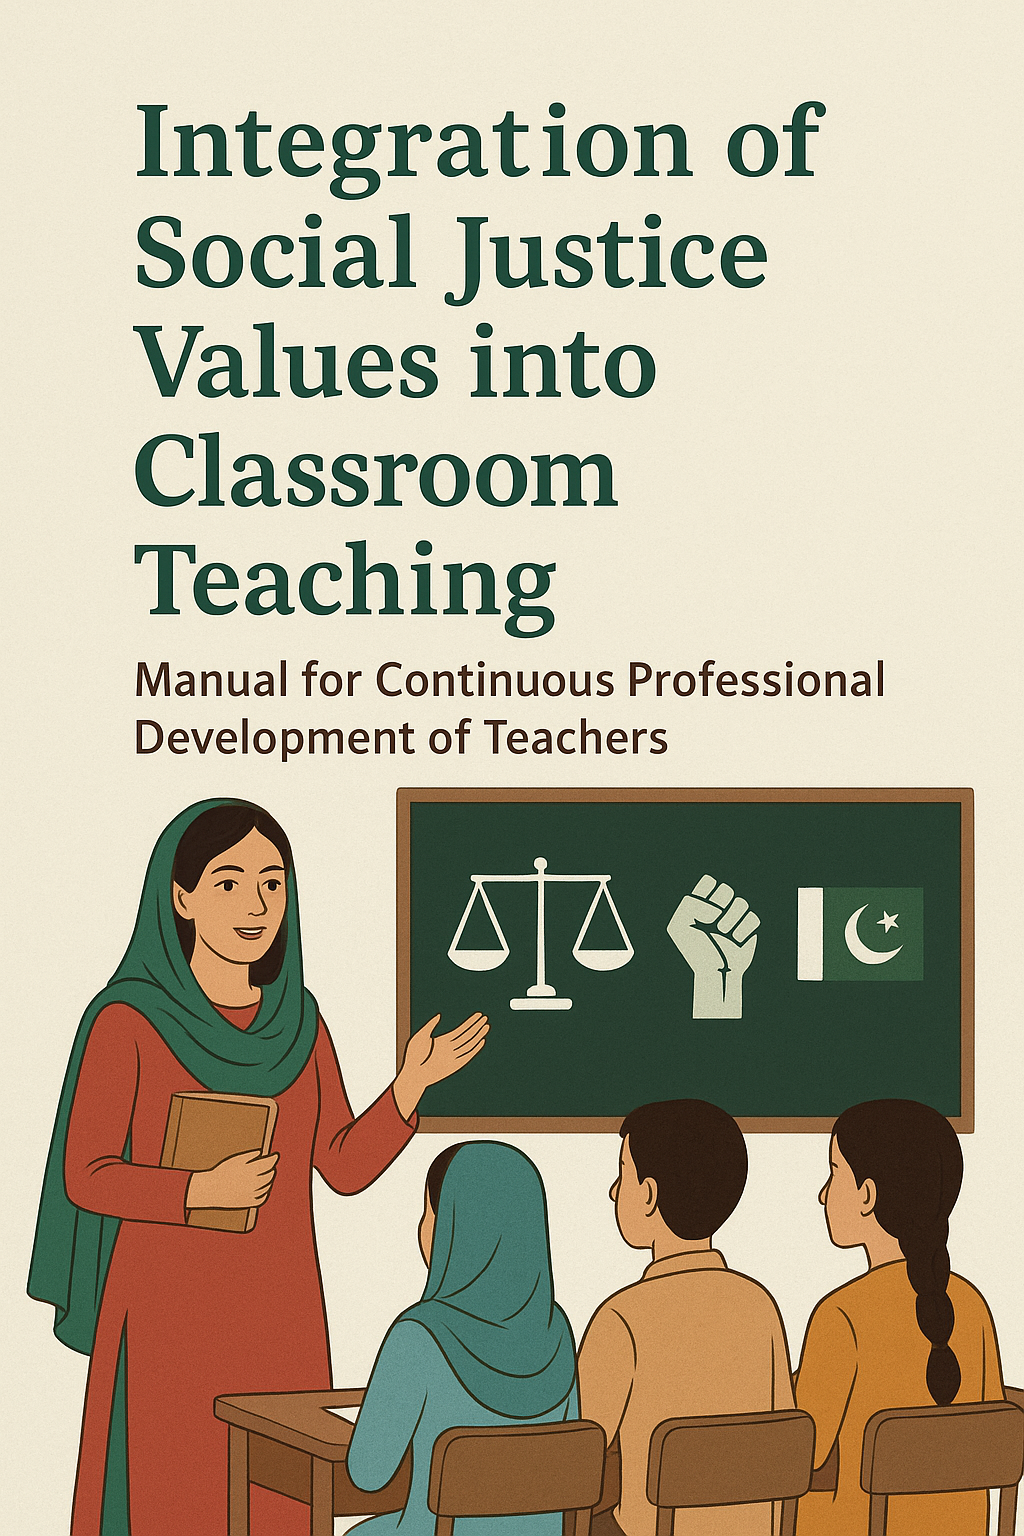 Integration of
Social Justice
Values into
Classroom
Teaching
Manual for Continuous Professional
Development of Teachers